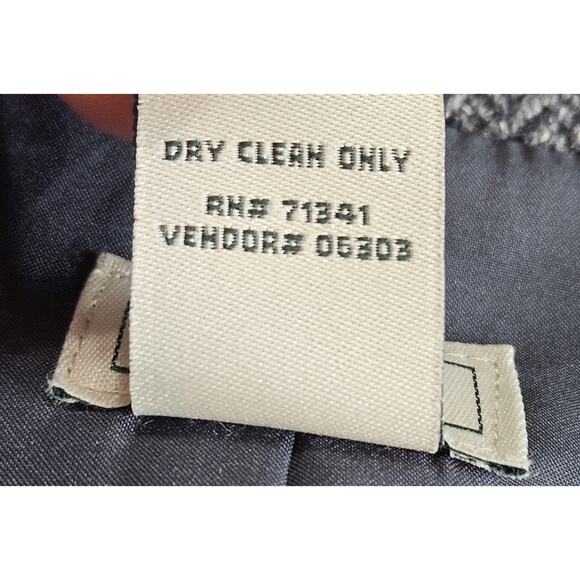 DRY CLEAN ONLY
RN# 71341
VENDOR# 05303